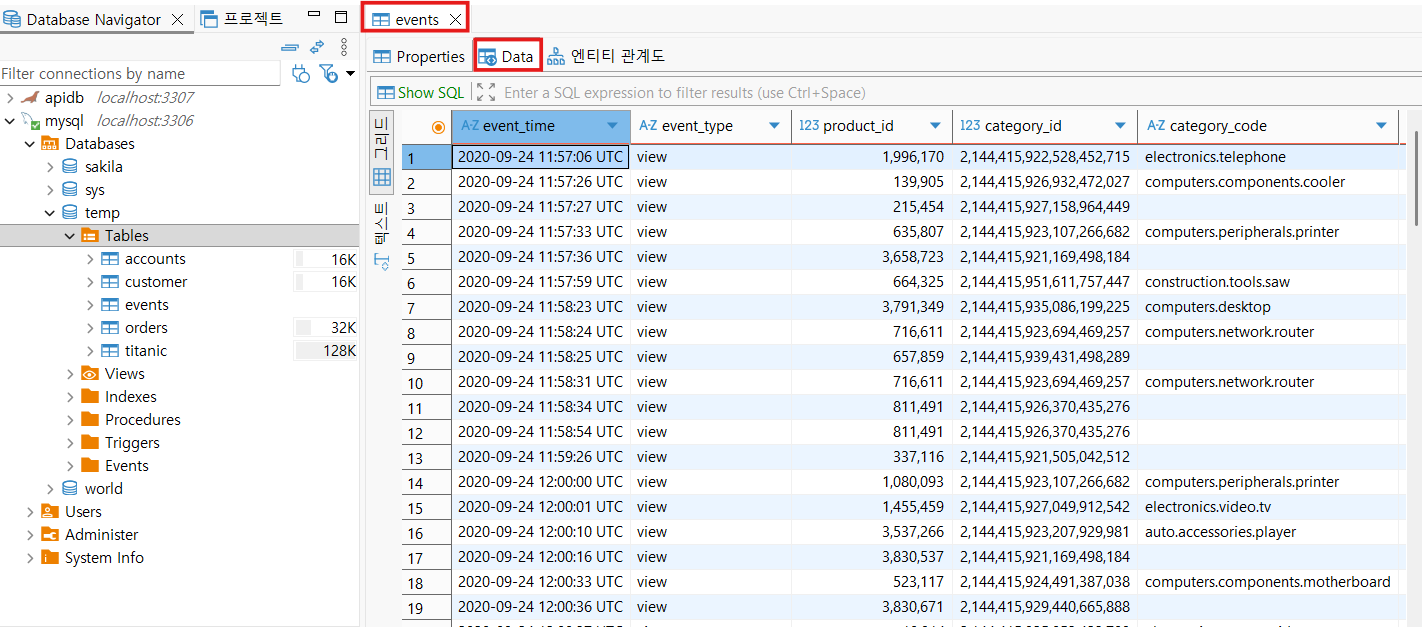 Database Navigator
프로젝트
Filter connections by name
apidb localhost:3307
mysql localhost:3306
Databases
sakila
sys
temp
Tables
accounts 16K
customer 16K
events
orders 32K
titanic 128K
Views
Indexes
Procedures
Triggers
Events
world
Users
Administer
System Info
events
Properties
Data
엔티티 관계도
Show SQL
Enter a SQL expression to filter results (use Ctrl+Space)
그리드
텍스트
A-Z event_time A-Z event_type 123 product_id 123 category_id A-Z category_code
1 2020-09-24 11:57:06 UTC view 1,996,170 2,144,415,922,528,452,715 electronics.telephone
2 2020-09-24 11:57:26 UTC view 139,905 2,144,415,926,932,472,027 computers.components.cooler
3 2020-09-24 11:57:27 UTC view 215,454 2,144,415,927,158,964,449
4 2020-09-24 11:57:33 UTC view 635,807 2,144,415,923,107,266,682 computers.peripherals.printer
5 2020-09-24 11:57:36 UTC view 3,658,723 2,144,415,921,169,498,184
6 2020-09-24 11:57:59 UTC view 664,325 2,144,415,951,611,757,447 construction.tools.saw
7 2020-09-24 11:58:23 UTC view 3,791,349 2,144,415,935,086,199,225 computers.desktop
8 2020-09-24 11:58:24 UTC view 716,611 2,144,415,923,694,469,257 computers.network.router
9 2020-09-24 11:58:25 UTC view 657,859 2,144,415,939,431,498,289
10 2020-09-24 11:58:31 UTC view 716,611 2,144,415,923,694,469,257 computers.network.router
11 2020-09-24 11:58:34 UTC view 811,491 2,144,415,926,370,435,276
12 2020-09-24 11:58:54 UTC view 811,491 2,144,415,926,370,435,276
13 2020-09-24 11:59:26 UTC view 337,116 2,144,415,921,505,042,512
14 2020-09-24 12:00:00 UTC view 1,080,093 2,144,415,923,107,266,682 computers.peripherals.printer
15 2020-09-24 12:00:01 UTC view 1,455,459 2,144,415,927,049,912,542 electronics.video.tv
16 2020-09-24 12:00:10 UTC view 3,537,266 2,144,415,923,207,929,981 auto.accessories.player
17 2020-09-24 12:00:16 UTC view 3,830,537 2,144,415,921,169,498,184
18 2020-09-24 12:00:33 UTC view 523,117 2,144,415,924,491,387,038 computers.components.motherboard
19 2020-09-24 12:00:36 UTC view 3,830,671 2,144,415,929,440,665,888